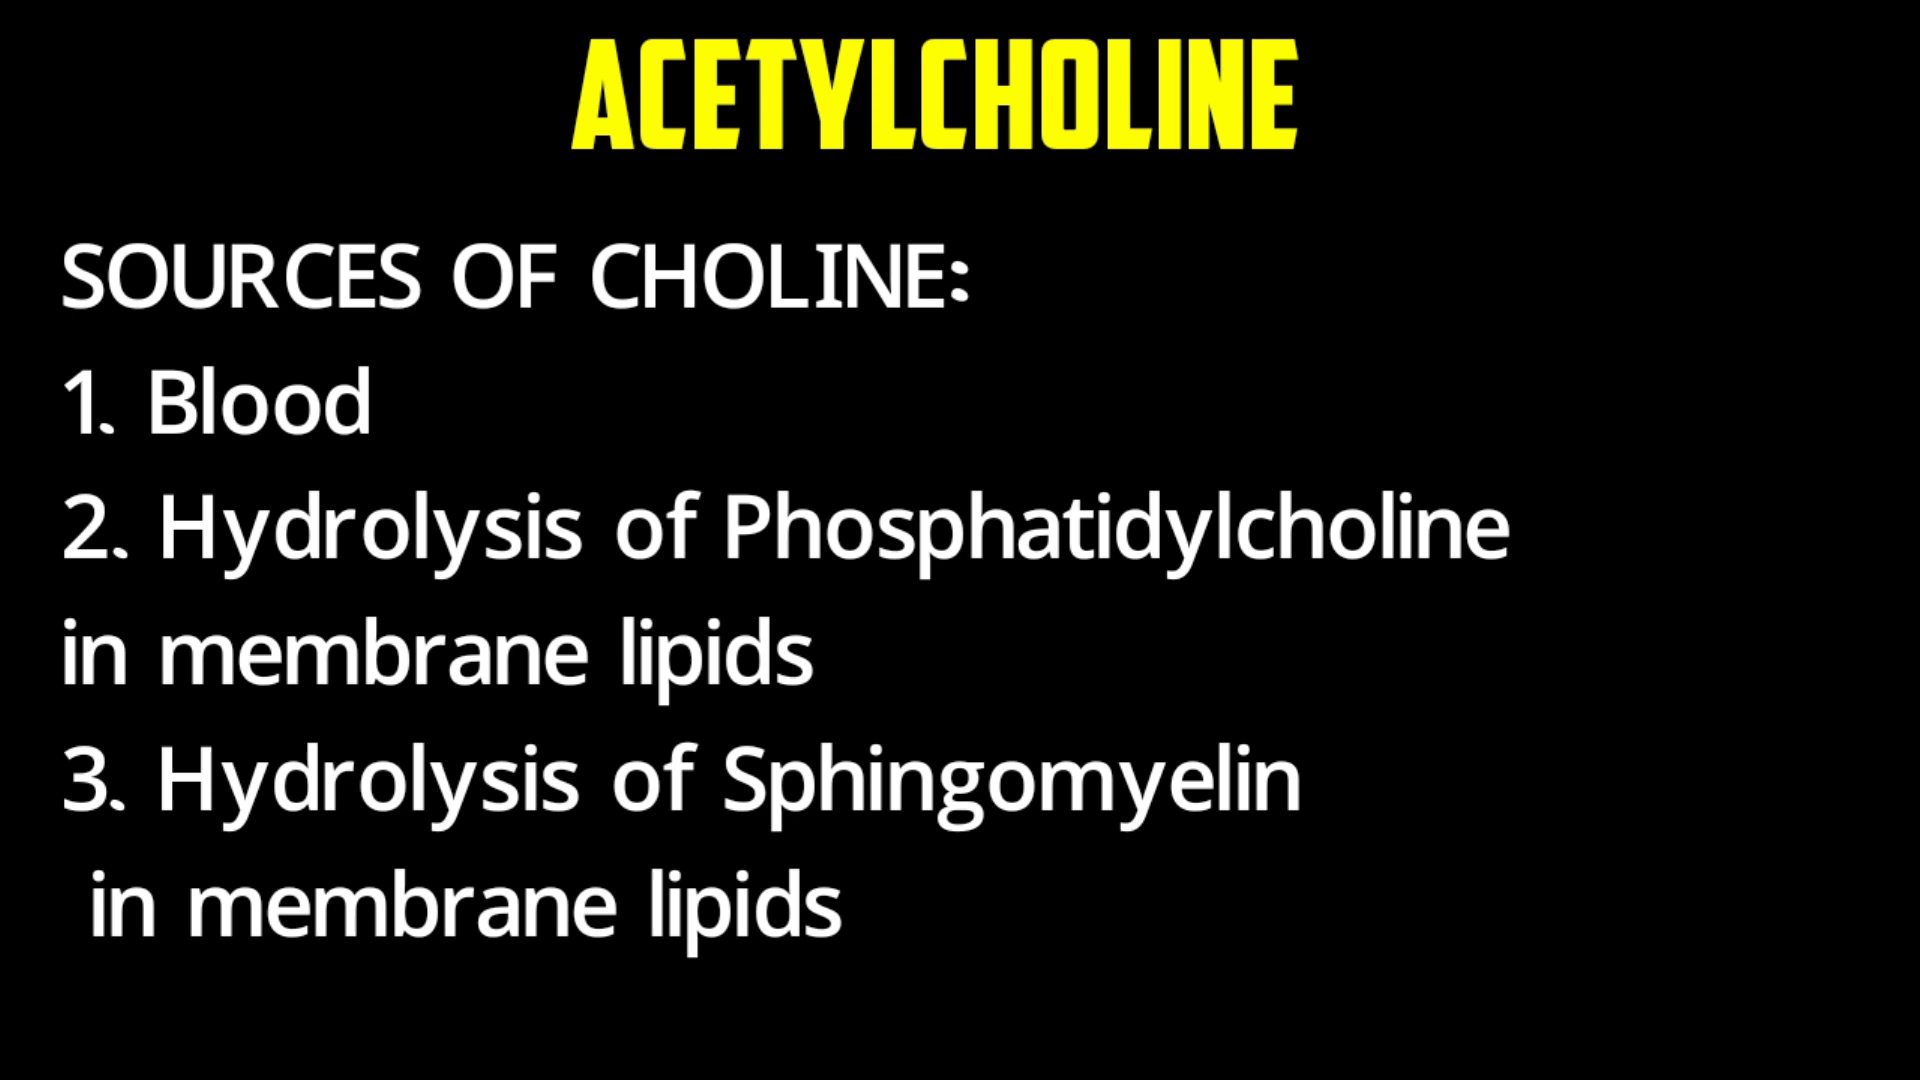 ACETYLCHOLINE
SOURCES OF CHOLINE:
1. Blood
2. Hydrolysis of Phosphatidylcholine
in membrane lipids
3. Hydrolysis of Sphingomyelin
in membrane lipids